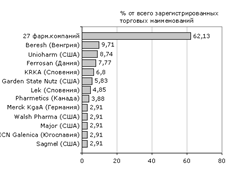 % от всего зарегистрированных
торговых наименований
27 фарм.компаний 62,13
Beresh (Венгрия) 9,71
Unioharm (США) 8,74
Ferrosan (Дания) 7,77
KRKA (Словения) 6,8
Garden State Nutz (США) 5,83
Lek (Словения) 4,85
Pharmetics (Канада) 3,88
Merck KgaA (Германия) 2,91
Walsh Pharma (США) 2,91
Major (США) 2,91
ICN Galenica (Югославия) 2,91
Sagmel (США) 2,91
0 20 40 60 80